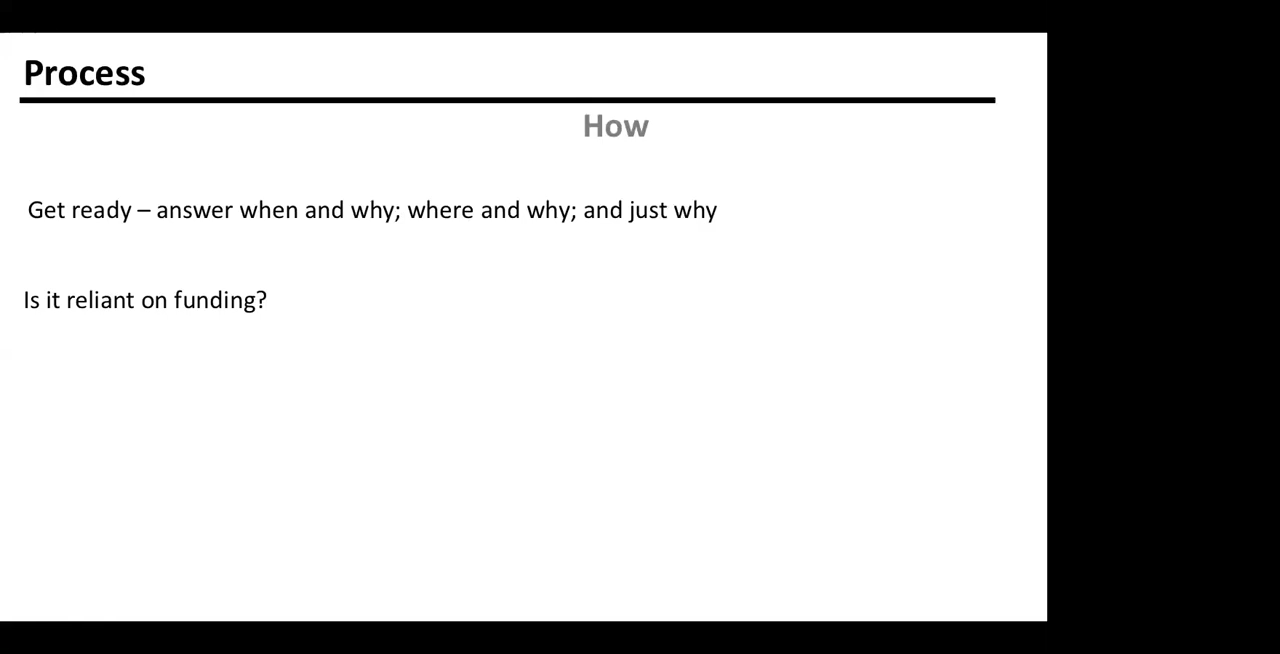 Process
How
Get ready – answer when and why; where and why; and just why
Is it reliant on funding?